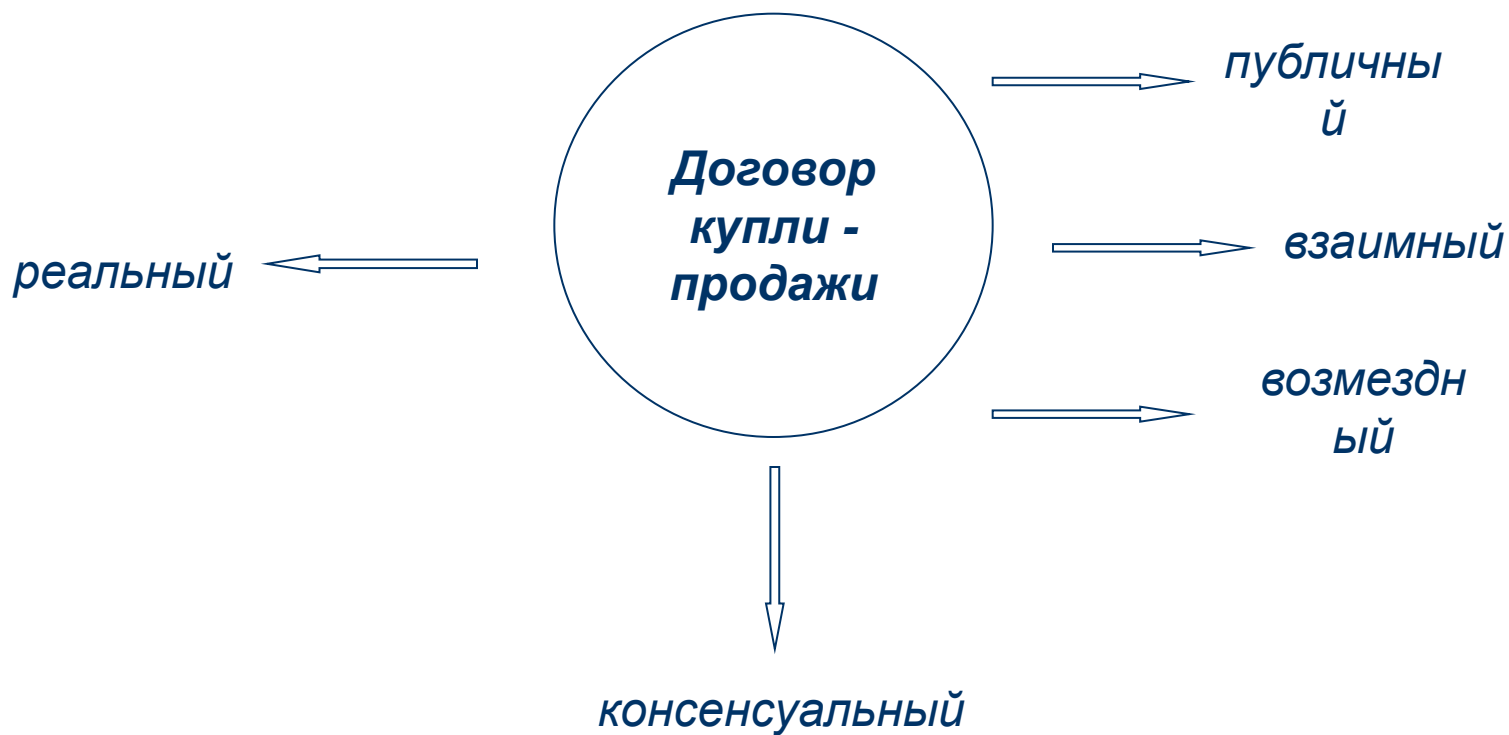 публичны
й
Договор
купли -
продажи
взаимный
реальный
возмездн
ый
консенсуальный